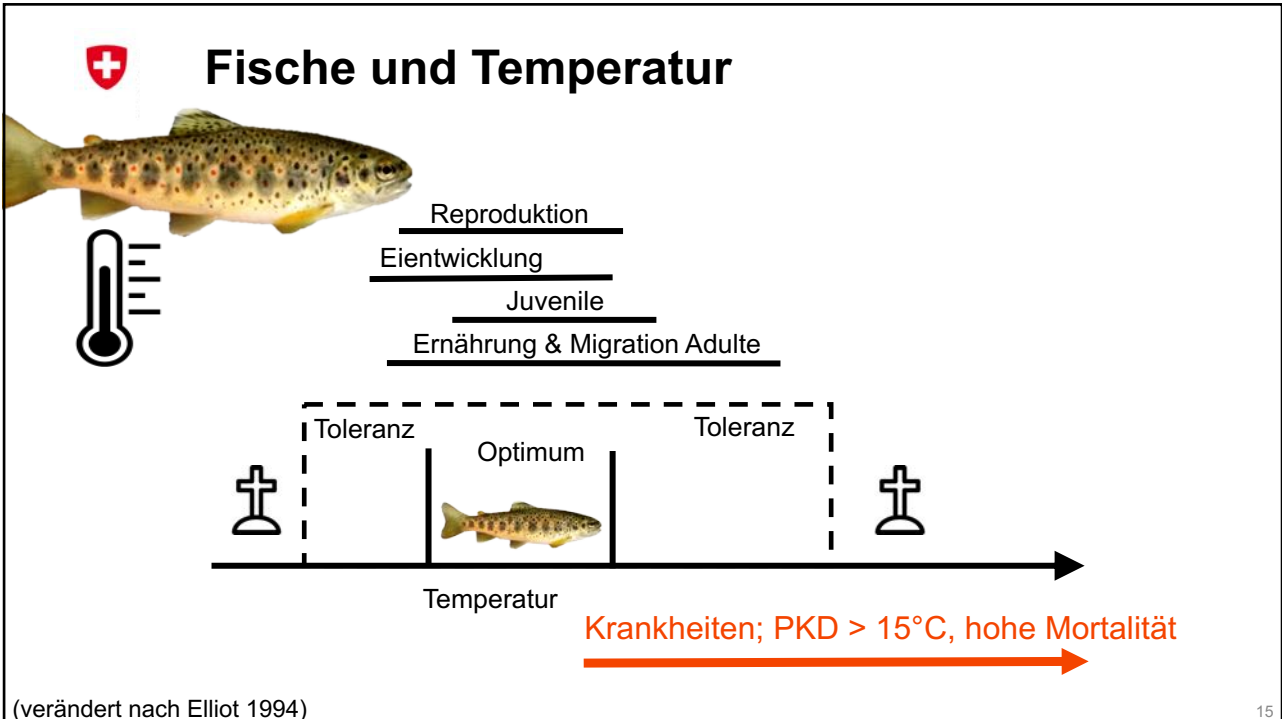 Fische und Temperatur
Reproduktion
Eientwicklung
Juvenile
Ernährung & Migration Adulte
Toleranz
Optimum
Toleranz
Temperatur
Krankheiten; PKD > 15°C, hohe Mortalität
(verändert nach Elliot 1994)
15